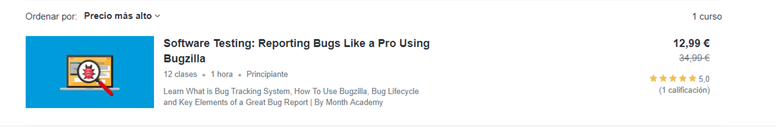 Ordenar por: Precio más alto
1 curso
Software Testing: Reporting Bugs Like a Pro Using
Bugzilla
12 clases • 1 hora • Principiante
Learn What is Bug Tracking System, How To Use Bugzilla, Bug Lifecycle
and Key Elements of a Great Bug Report | By Month Academy
12,99 €
34,99 €
5,0
(1 calificación)